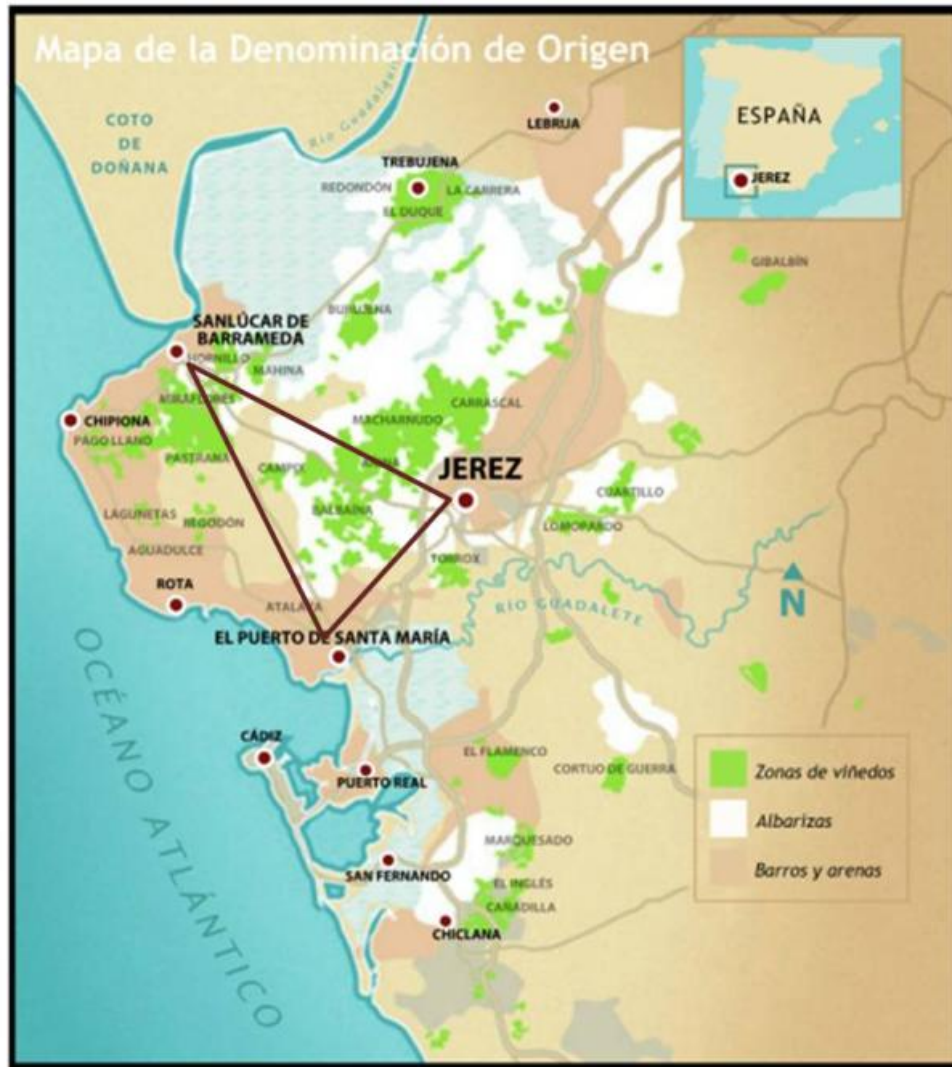 Mapa de la Denominación de Origen
COTO
DE
DOÑANA
Río Guadalquivir
LEBRIJA
ESPAÑA
JEREZ
TREBUJENA
REDONDÓN
LA CARRERA
EL DUQUE
GIBALBÍN
BURUJENA
SANLÚCAR DE
BARRAMEDA
HORNILLO
MAHINA
MIRAFLORES
CARRASCAL
MACHARNUDO
CHIPIONA
PAGO LLANO
PASTRANA
CAMPIX
AÑINA
JEREZ
CUARTILLO
LAGUNETAS
REGODÓN
BALBAÍNA
LOMOPARDO
AGUADULCE
TORROX
ROTA
ATALAYA
RÍO GUADALETE
N
EL PUERTO DE SANTA MARÍA
OCÉANO ATLÁNTICO
CÁDIZ
PUERTO REAL
EL FLAMENCO
CORTIJO DE GUERRA
Zonas de viñedos
Albarizas
Barros y arenas
MARQUESADO
SAN FERNANDO
EL INGLÉS
CAÑADILLA
CHICLANA